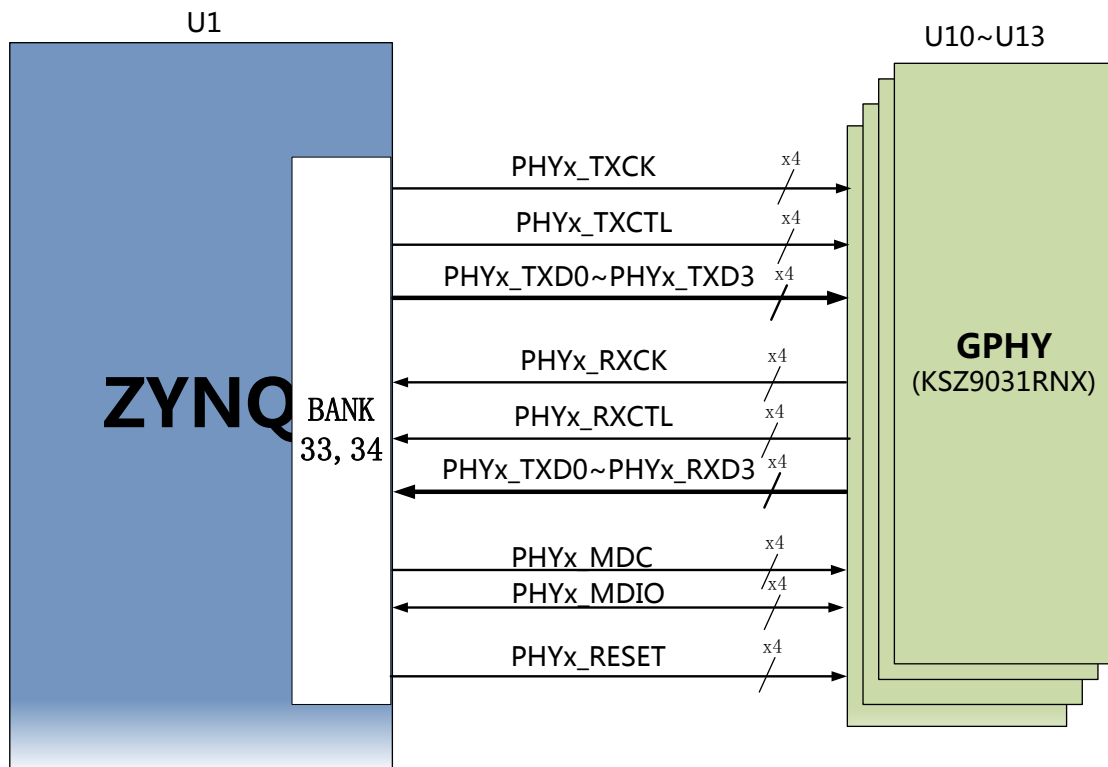 U1
U10~U13
PHYx_TXCK
x4
PHYx_TXCTL
x4
PHYx_TXD0~PHYx_TXD3
x4
PHYx_RXCK
x4
PHYx_RXCTL
x4
PHYx_TXD0~PHYx_RXD3
x4
PHYx_MDC
x4
PHYx_MDIO
x4
PHYx_RESET
x4
ZYNQ
BANK
33, 34
GPHY
(KSZ9031RNX)